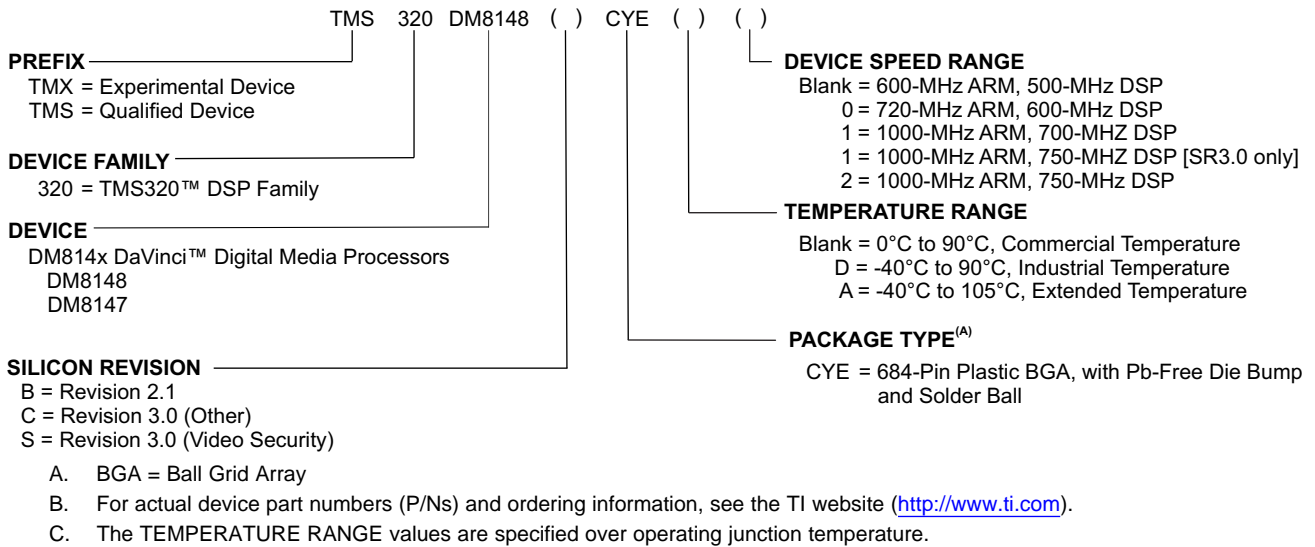 TMS 320 DM8148 ( ) CYE ( ) ( )
PREFIX
TMX = Experimental Device
TMS = Qualified Device
DEVICE FAMILY
320 = TMS320™ DSP Family
DEVICE
DM814x DaVinci™ Digital Media Processors
DM8148
DM8147
SILICON REVISION
B = Revision 2.1
C = Revision 3.0 (Other)
S = Revision 3.0 (Video Security)
DEVICE SPEED RANGE
Blank = 600-MHz ARM, 500-MHz DSP
0 = 720-MHz ARM, 600-MHz DSP
1 = 1000-MHz ARM, 700-MHZ DSP
1 = 1000-MHz ARM, 750-MHZ DSP [SR3.0 only]
2 = 1000-MHz ARM, 750-MHz DSP
TEMPERATURE RANGE
Blank = 0°C to 90°C, Commercial Temperature
D = -40°C to 90°C, Industrial Temperature
A = -40°C to 105°C, Extended Temperature
PACKAGE TYPE(A)
CYE = 684-Pin Plastic BGA, with Pb-Free Die Bump
and Solder Ball
A. BGA = Ball Grid Array
B. For actual device part numbers (P/Ns) and ordering information, see the TI website (http://www.ti.com).
C. The TEMPERATURE RANGE values are specified over operating junction temperature.